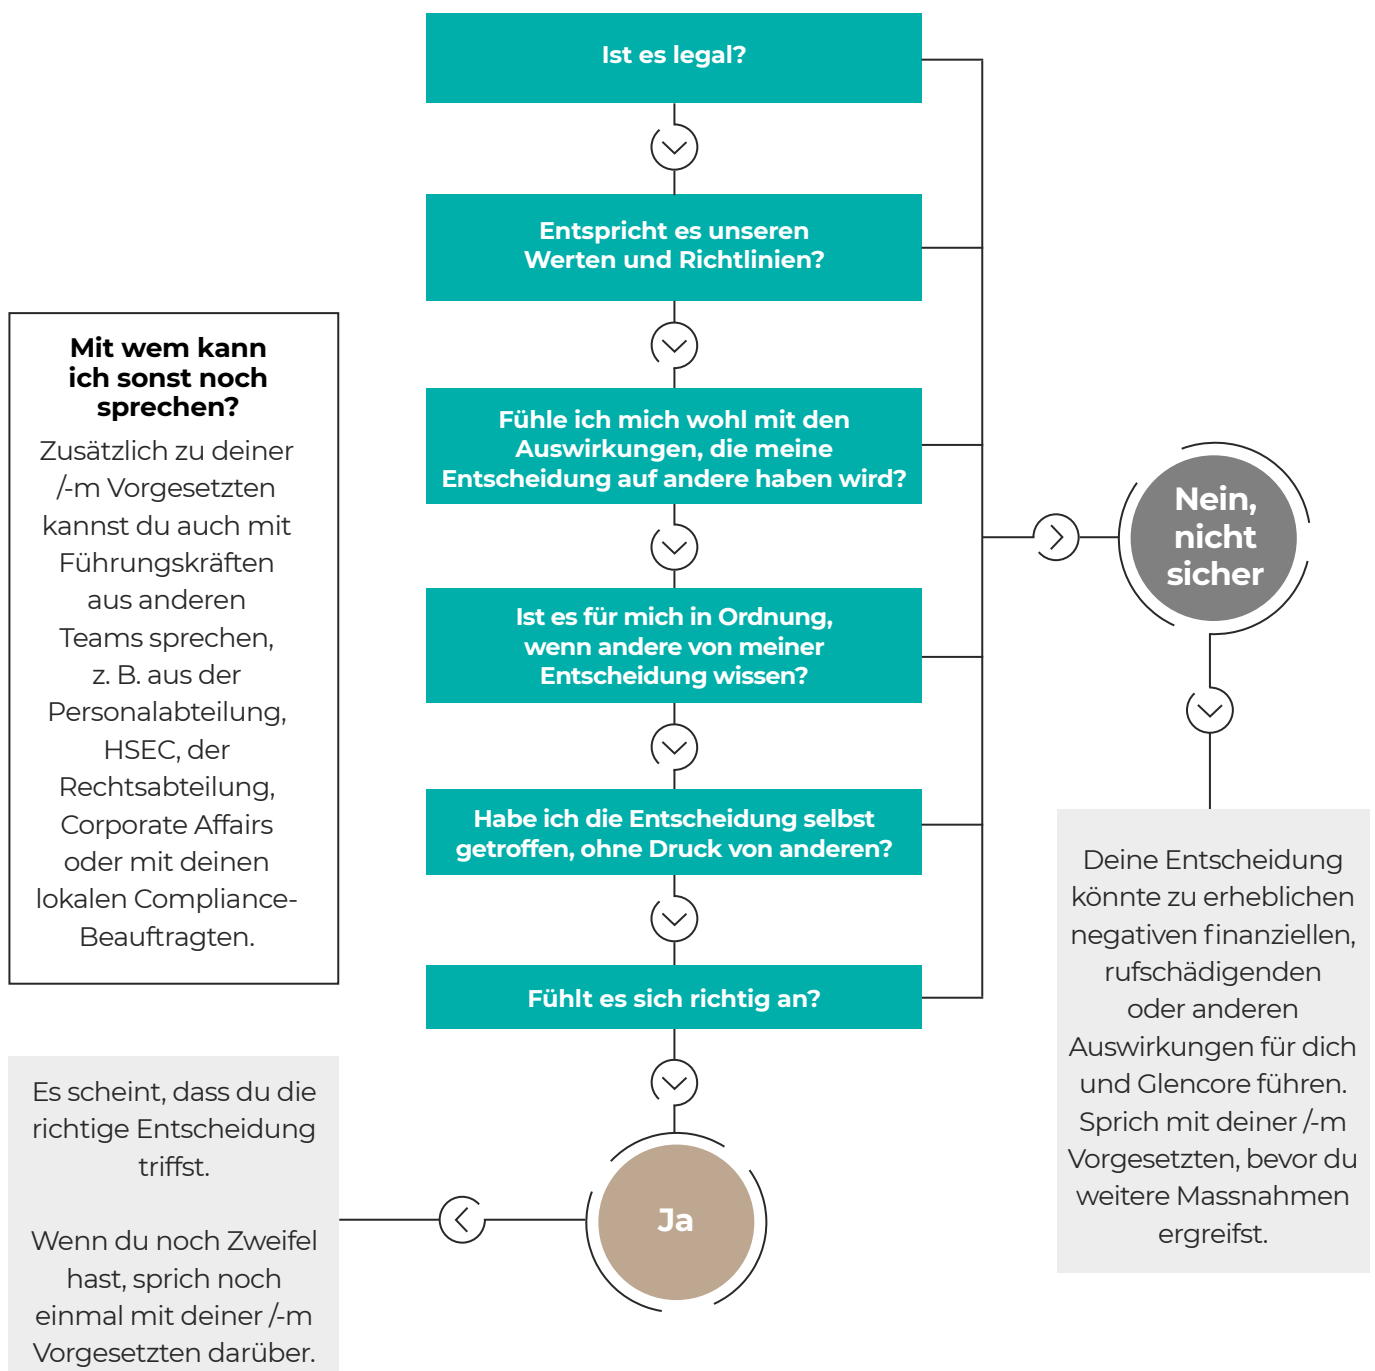 Ist es legal?
Entspricht es unseren
Werten und Richtlinien?
Fühle ich mich wohl mit den
Auswirkungen, die meine
Entscheidung auf andere haben wird?
Ist es für mich in Ordnung,
wenn andere von meiner
Entscheidung wissen?
Habe ich die Entscheidung selbst
getroffen, ohne Druck von anderen?
Fühlt es sich richtig an?
Ja
Nein,
nicht
sicher
Deine Entscheidung
könnte zu erheblichen
negativen finanziellen,
rufschädigenden
oder anderen
Auswirkungen für dich
und Glencore führen.
Sprich mit deiner /-m
Vorgesetzten, bevor du
weitere Massnahmen
ergreifst.
Mit wem kann
ich sonst noch
sprechen?
Zusätzlich zu deiner
/-m Vorgesetzten
kannst du auch mit
Führungskräften
aus anderen
Teams sprechen,
z. B. aus der
Personalabteilung,
HSEC, der
Rechtsabteilung,
Corporate Affairs
oder mit deinen
lokalen Compliance-
Beauftragten.
Es scheint, dass du die
richtige Entscheidung
triffst.
Wenn du noch Zweifel
hast, sprich noch
einmal mit deiner /-m
Vorgesetzten darüber.